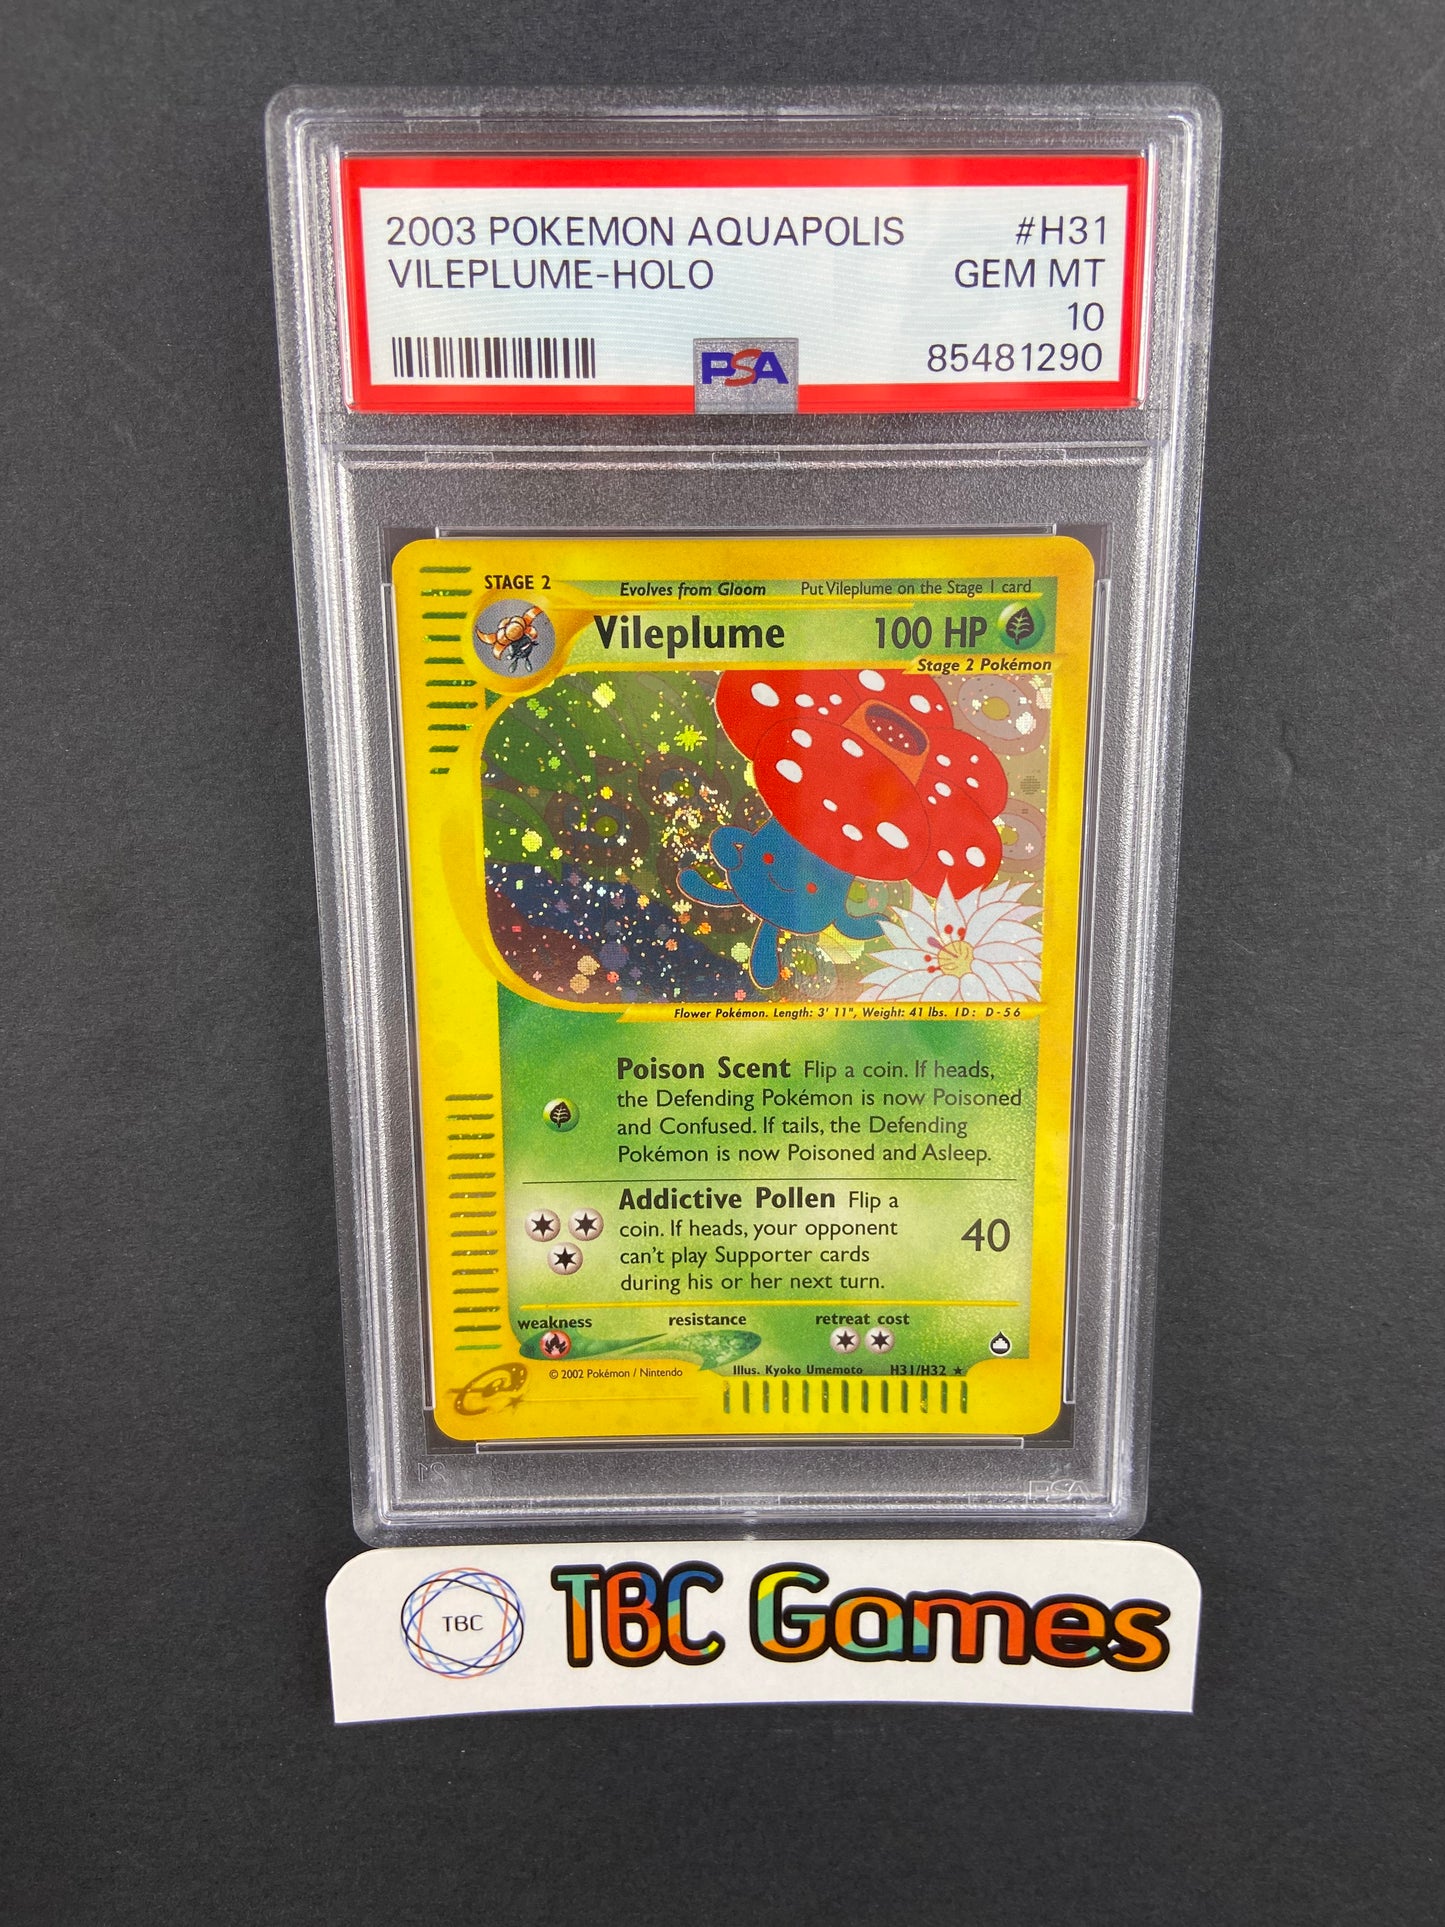 2003 POKEMON AQUAPOLIS #H31
VILEPLUME-HOLO GEM MT
10
PSA 85481290
STAGE 2 Evolves from Gloom Put Vileplume on the Stage 1 card
Vileplume 100 HP
Stage 2 Pokémon
Flower Pokémon. Length: 3' 11", Weight: 41 lbs. ID: D-56
Poison Scent Flip a coin. If heads,
the Defending Pokémon is now Poisoned
and Confused. If tails, the Defending
Pokémon is now Poisoned and Asleep.
Addictive Pollen Flip a
coin. If heads, your opponent
can't play Supporter cards
during his or her next turn.
40
weakness resistance retreat cost
© 2002 Pokémon / Nintendo Illus. Kyoko Umemoto H31/H32 ★
PSA
TBC TBC Games